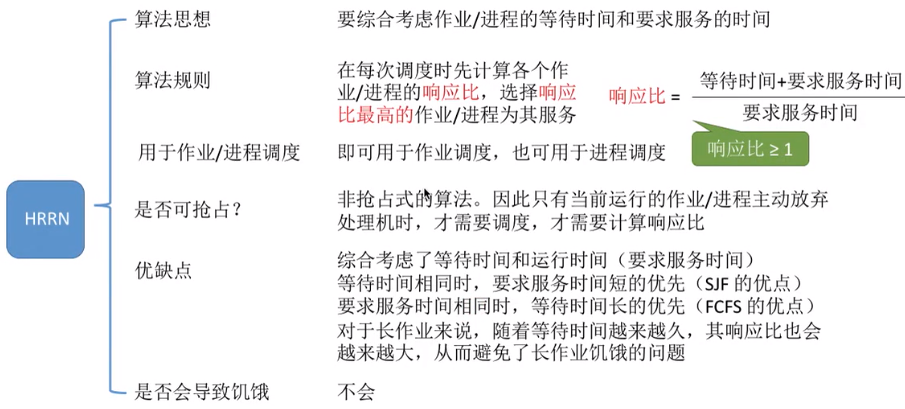 HRRN
算法思想
要综合考虑作业/进程的等待时间和要求服务的时间
算法规则
在每次调度时先计算各个作
业/进程的响应比，选择响应
比最高的作业/进程为其服务
响应比 =
等待时间+要求服务时间
要求服务时间
响应比 ≥ 1
用于作业/进程调度
即可用于作业调度，也可用于进程调度
是否可抢占？
非抢占式的算法。因此只有当前运行的作业/进程主动放弃
处理机时，才需要调度，才需要计算响应比
优缺点
综合考虑了等待时间和运行时间（要求服务时间）
等待时间相同时，要求服务时间短的优先（SJF 的优点）
要求服务时间相同时，等待时间长的优先（FCFS 的优点）
对于长作业来说，随着等待时间越来越久，其响应比也会
越来越大，从而避免了长作业饥饿的问题
是否会导致饥饿
不会